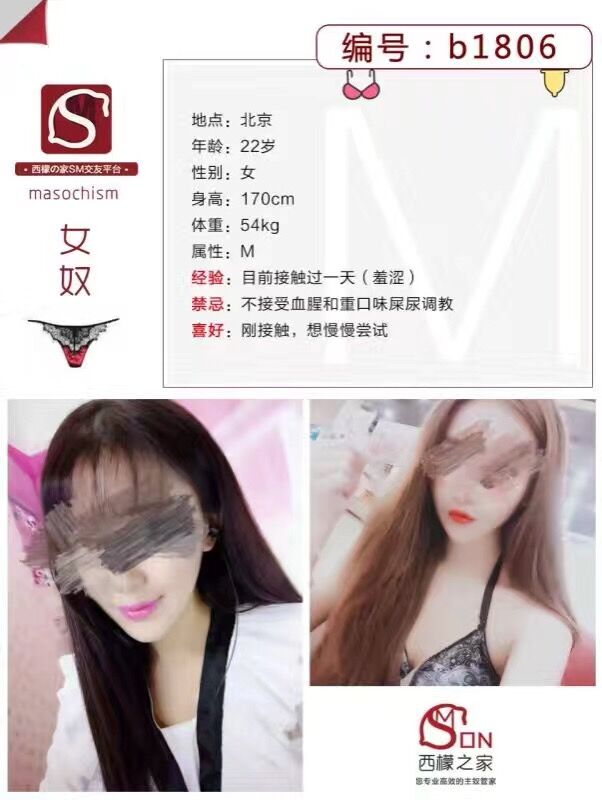 编号：b1806
地点：北京
年龄：22岁
性别：女
身高：170cm
体重：54kg
属性：M
经验：目前接触过一天（羞涩）
禁忌：不接受血腥和重口味屎尿调教
喜好：刚接触，想慢慢尝试
S
·西檬の家SM交友平台·
masochism
女
奴
M
SMON
西檬之家
您专业高效的主奴管家